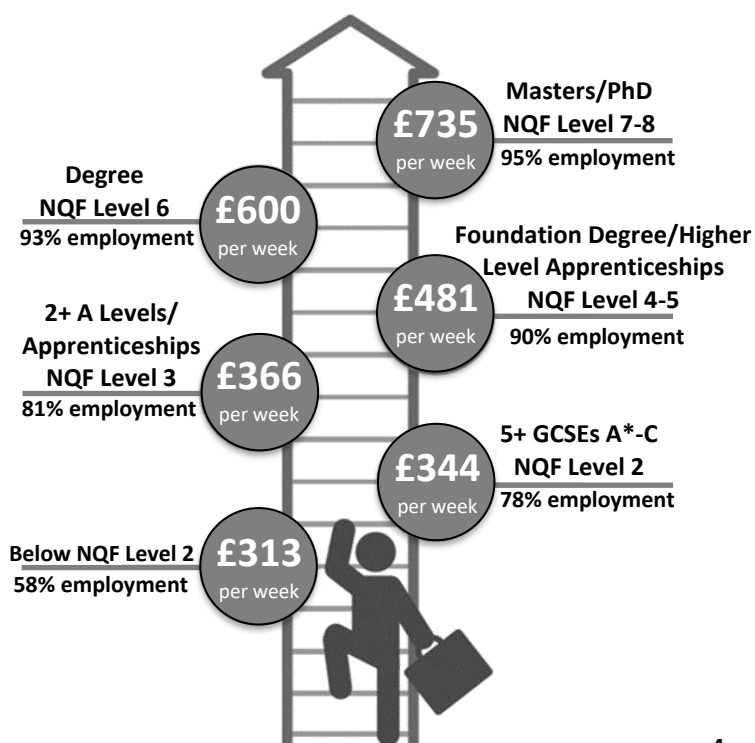 Masters/PhD
NQF Level 7-8
95% employment
£735
per week
Degree
NQF Level 6
93% employment
£600
per week
Foundation Degree/Higher
Level Apprenticeships
NQF Level 4-5
90% employment
£481
per week
2+ A Levels/
Apprenticeships
NQF Level 3
81% employment
£366
per week
5+ GCSEs A*-C
NQF Level 2
78% employment
£344
per week
Below NQF Level 2
58% employment
£313
per week